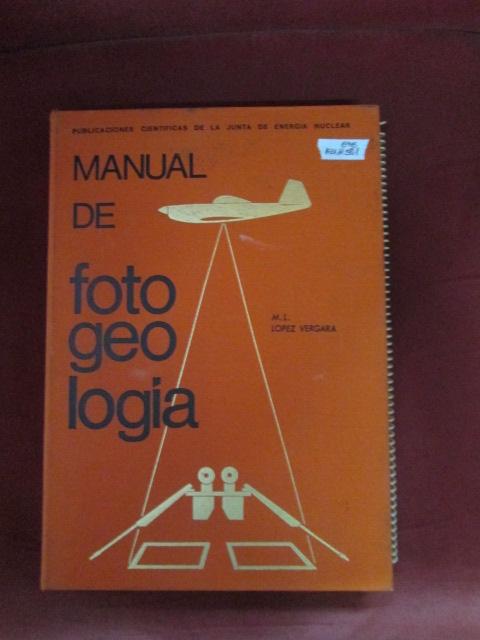 PUBLICACIONES CIENTIFICAS DE LA JUNTA DE ENERGIA NUCLEAR
MANUAL
DE
foto
geo
logia
M. L.
LOPEZ VERGARA